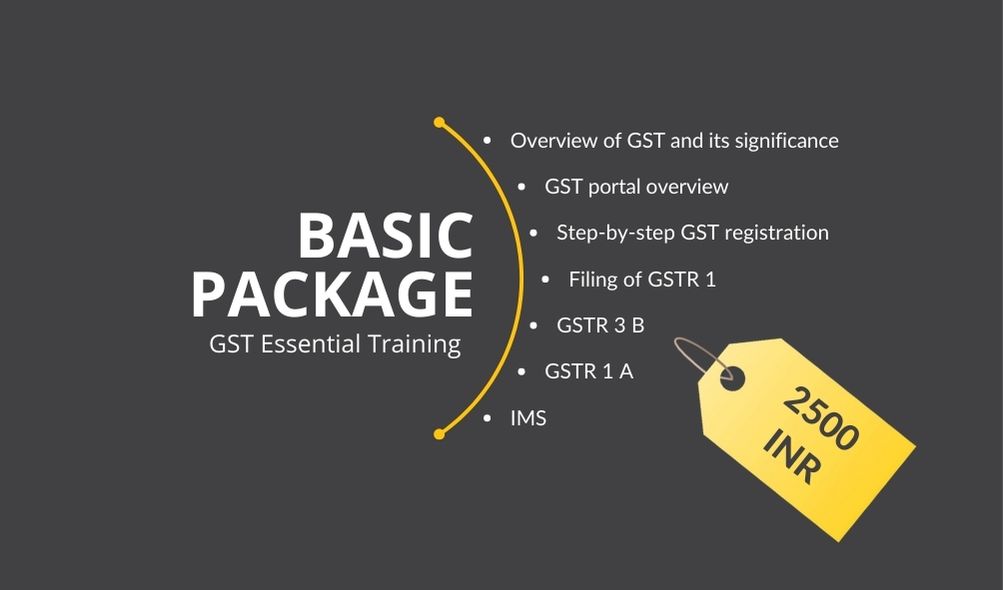 BASIC
PACKAGE
GST Essential Training
Overview of GST and its significance
GST portal overview
Step-by-step GST registration
Filing of GSTR 1
GSTR 3 B
GSTR 1 A
IMS
2500
INR